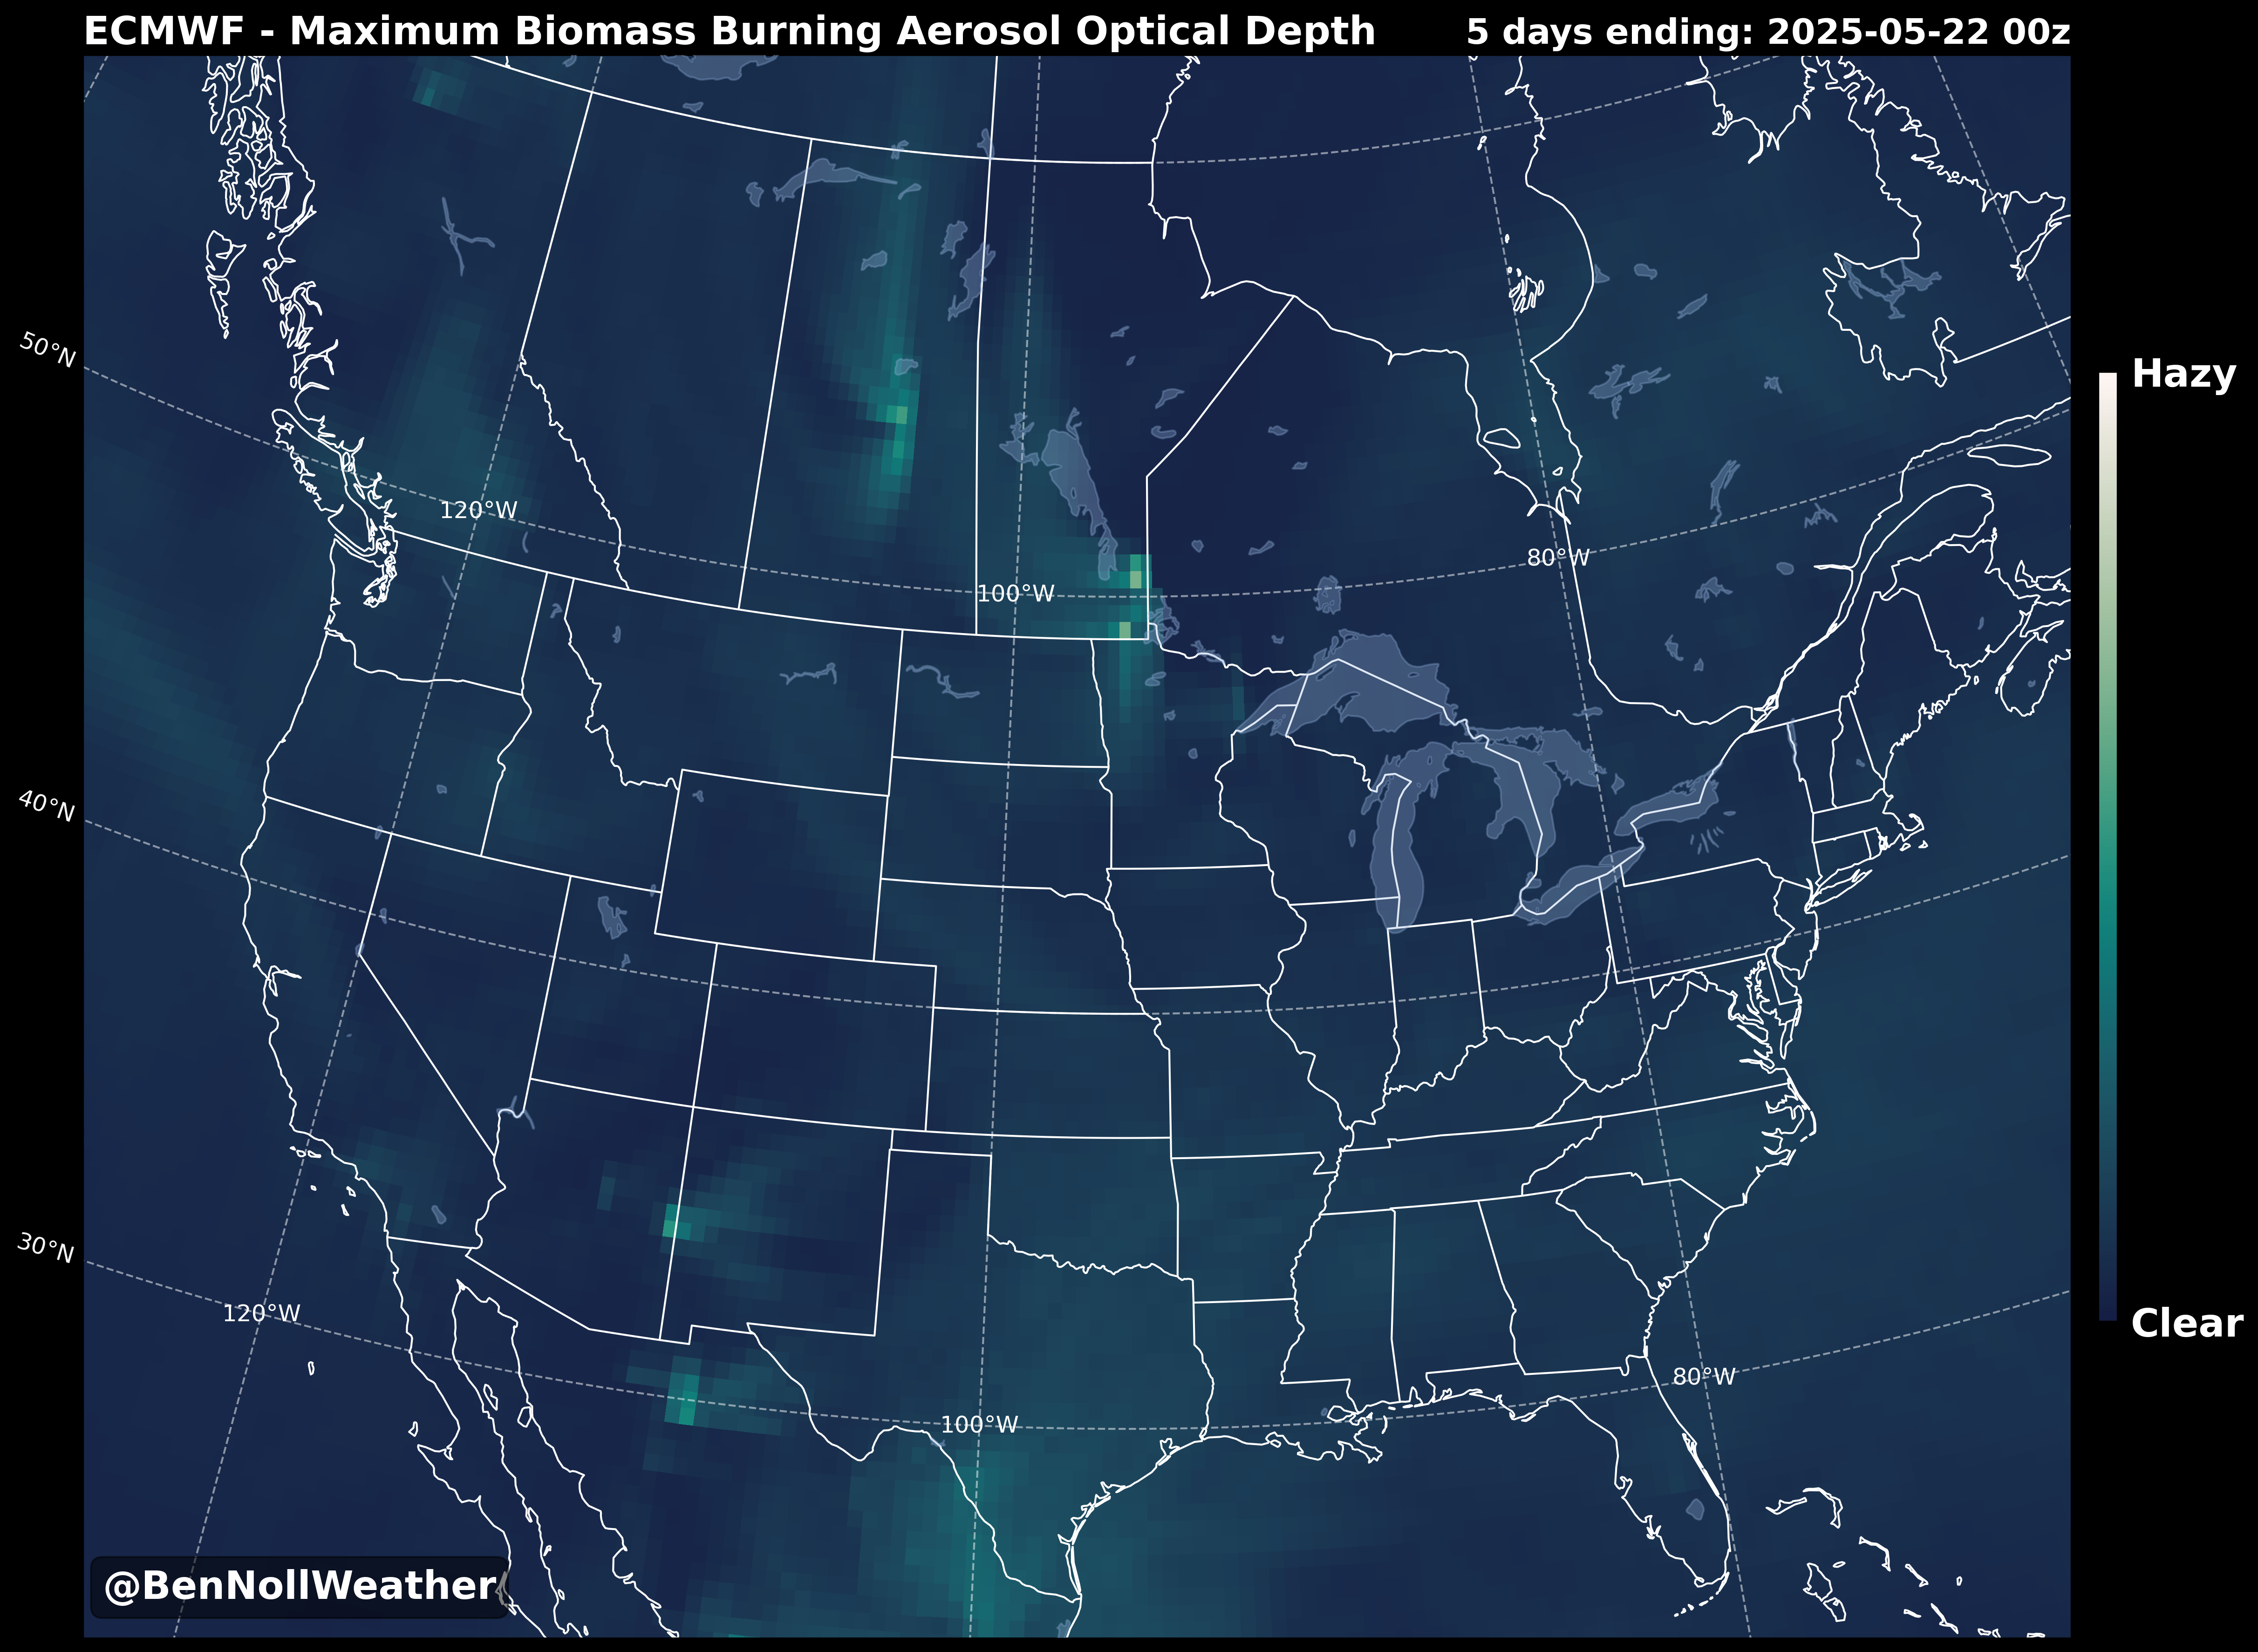 ECMWF - Maximum Biomass Burning Aerosol Optical Depth
5 days ending: 2025-05-22 00z
50°N
Hazy
120°W
80°W
100°W
40°N
30°N
120°W
Clear
80°W
100°W
@BenNollWeather